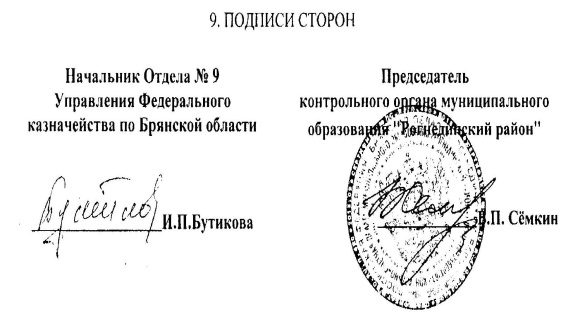 9. ПОДПИСИ СТОРОН
Начальник Отдела № 9
Управления Федерального
казначейства по Брянской области
И.П.Бутикова
Председатель
контрольного органа муниципального
образования "Рогнединский район"
В.П. Сёмкин